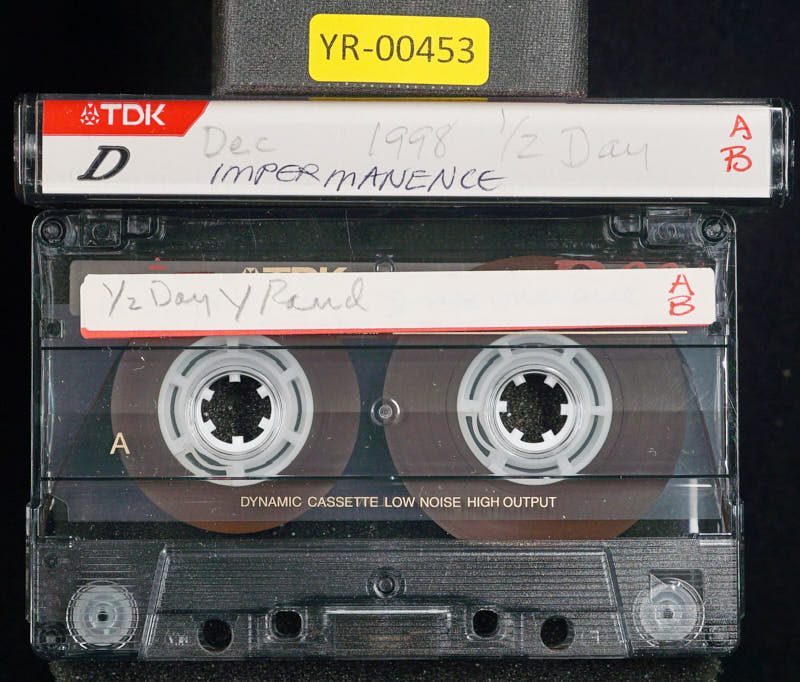 YR-00453
TDK
D
Dec 1998 1/2 Day
IMPERMANENCE
A
B
TDK
1/2 Day Y Rand
A
B
A
DYNAMIC CASSETTE LOW NOISE HIGH OUTPUT